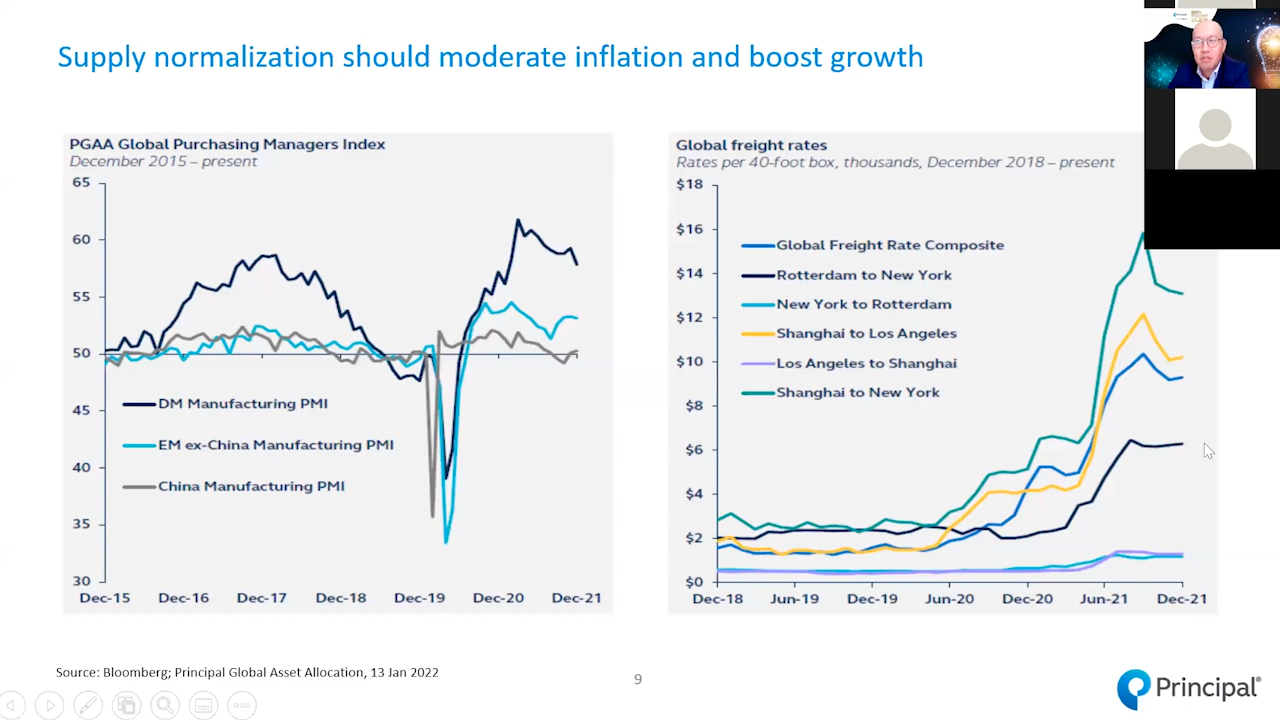 Supply normalization should moderate inflation and boost growth
PGAA Global Purchasing Managers Index
December 2015 – present
65
60
55
50
45
40
35
30
DM Manufacturing PMI
EM ex-China Manufacturing PMI
China Manufacturing PMI
Dec-15 Dec-16 Dec-17 Dec-18 Dec-19 Dec-20 Dec-21
Global freight rates
Rates per 40-foot box, thousands, December 2018 – present
$18
$16
$14
$12
$10
$8
$6
$4
$2
$0
Global Freight Rate Composite
Rotterdam to New York
New York to Rotterdam
Shanghai to Los Angeles
Los Angeles to Shanghai
Shanghai to New York
Dec-18 Jun-19 Dec-19 Jun-20 Dec-20 Jun-21 Dec-21
Source: Bloomberg; Principal Global Asset Allocation, 13 Jan 2022
9
Principal®